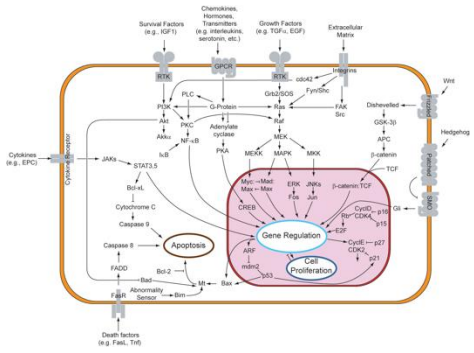 Survival Factors
(e.g., IGF1)
Chemokines,
Hormones,
Transmitters
(e.g. interleukins,
serotonin, etc.)
Growth Factors
(e.g. TGFα, EGF)
Extracellular
Matrix
RTK
GPCR
RTK
Integrins
cdc42
Wnt
Frizzled
Dishevelled
GSK-3β
APC
β-catenin
TCF
Hedgehog
Patched
SMO
Gli
PLC
PI3K
G-Protein
Grb2/SOS
Fyn/Shc
Ras
FAK
Src
Akt
Akkα
PKC
NF-κB
IκB
Adenylate
cyclase
PKA
Raf
MEK
MEKK
MAPK
MKK
Myc:
Mad:
Max
Max
ERK
JNKs
Fos
Jun
CREB
β-catenin:TCF
CyclD
p16
Rb
CDK4
p15
E2F
CyclE
p27
CDK2
p21
Gene Regulation
Cell
Proliferation
ARF
mdm2
p53
Cytokines
(e.g., EPC)
Cytokine Receptor
JAKs
STAT3,5
Bcl-xL
Cytochrome C
Caspase 9
Caspase 8
Apoptosis
FADD
Bcl-2
Bad
Mt
Bax
Abnormality
Sensor
Bim
FasR
Death factors
(e.g. FasL, Tnf)